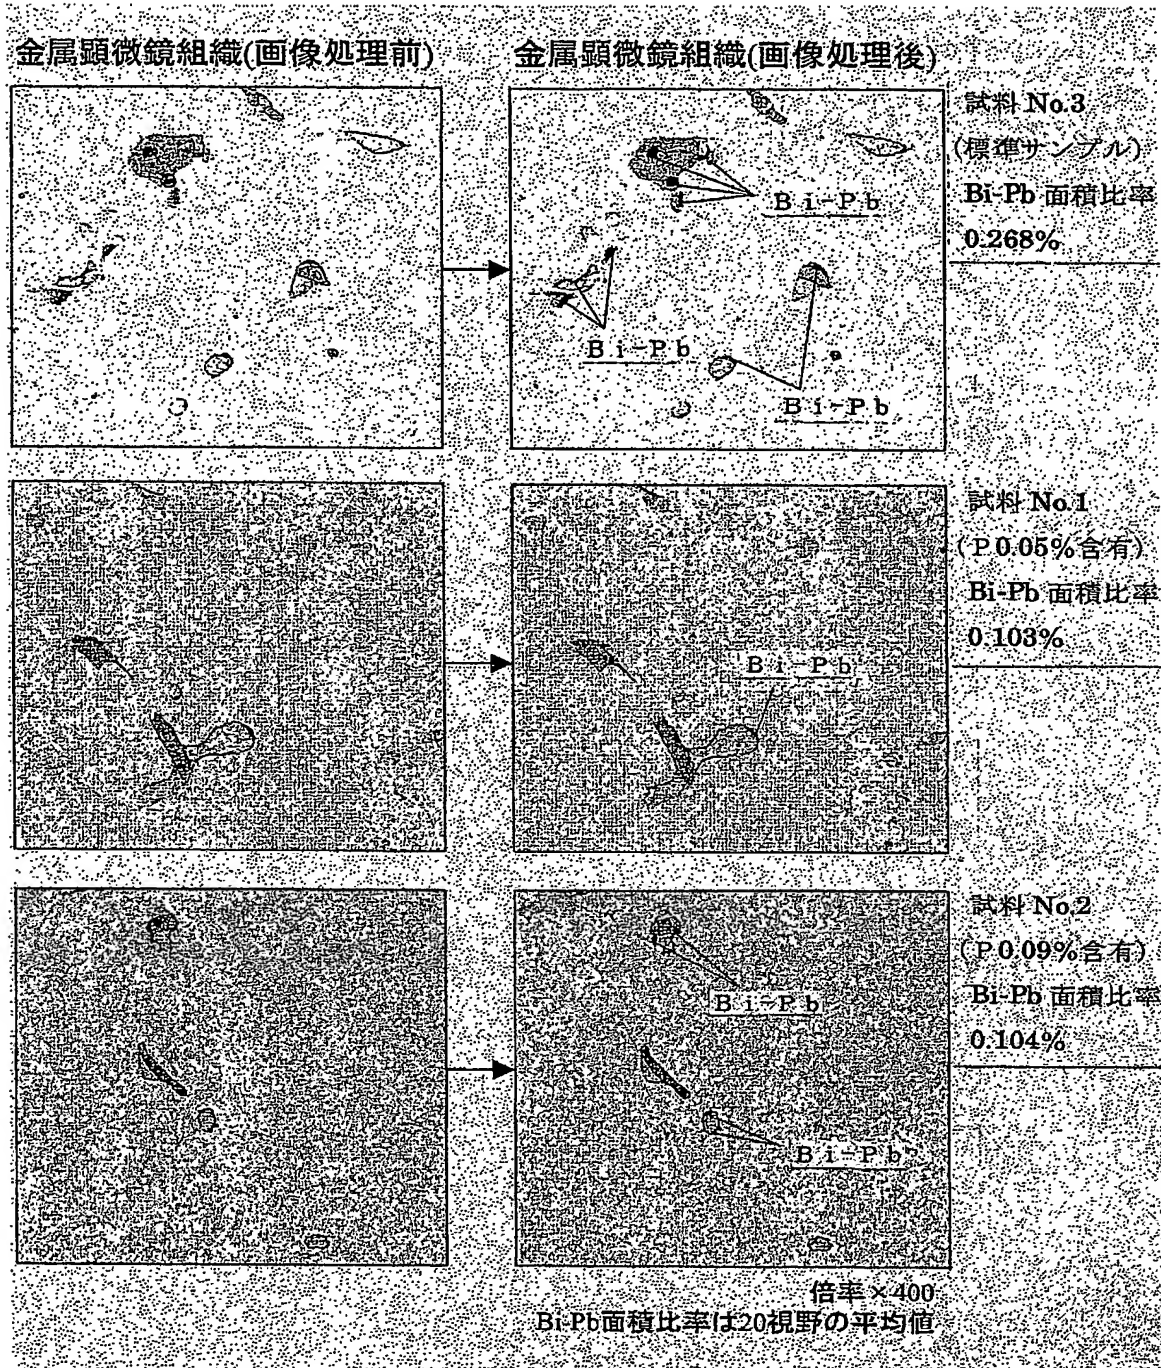 金属顕微鏡組織(画像処理前)
金属顕微鏡組織(画像処理後)
試料 No.3
(標準サンプル)
Bi-Pb 面積比率
0.268%
Bi-Pb
Bi-Pb
Bi-Pb
試料 No.1
(P0.05%含有)
Bi-Pb 面積比率
0.103%
Bi-Pb
試料 No.2
(P0.09%含有)
Bi-Pb 面積比率
0.104%
Bi-Pb
Bi-Pb
倍率×400
Bi-Pb面積比率は20視野の平均値